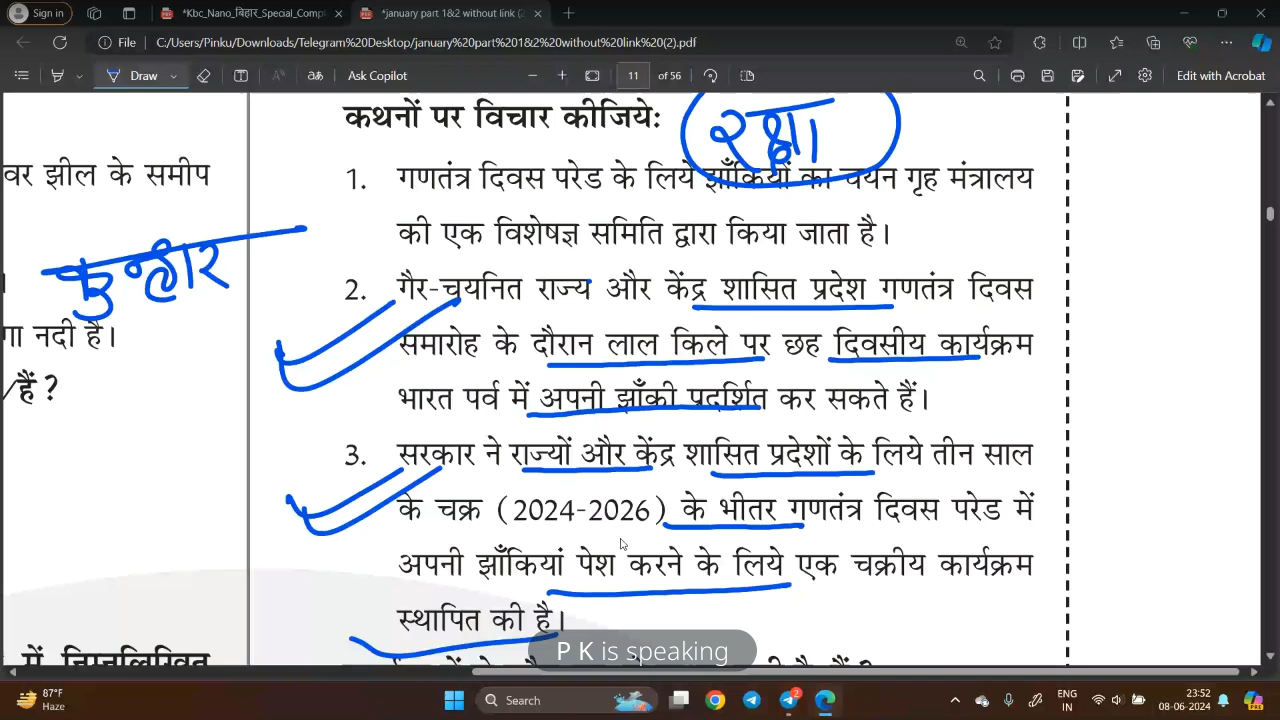 Sign in
*Kbc_Nano_बिहार_Special_Compl
*january part 1&2 without link (2
File
C:/Users/Pinku/Downloads/Telegram%20Desktop/january%20part%201&2%20without%20link%20(2).pdf
Draw
Ask Copilot
11 of 56
Edit with Acrobat
वर झील के समीप
गा नदी है।
/हैं ?
में निम्नलिखित
कथनों पर विचार कीजिये:
रक्षा
1. गणतंत्र दिवस परेड के लिये झाँकियों का चयन गृह मंत्रालय
की एक विशेषज्ञ समिति द्वारा किया जाता है।
2. गैर-चयनित राज्य और केंद्र शासित प्रदेश गणतंत्र दिवस
समारोह के दौरान लाल किले पर छह दिवसीय कार्यक्रम
भारत पर्व में अपनी झाँकी प्रदर्शित कर सकते हैं।
3. सरकार ने राज्यों और केंद्र शासित प्रदेशों के लिये तीन साल
के चक्र (2024-2026) के भीतर गणतंत्र दिवस परेड में
अपनी झाँकियां पेश करने के लिये एक चक्रीय कार्यक्रम
स्थापित की है।
P K is speaking
87°F
Haze
Search
2
ENG
IN
23:52
08-06-2024